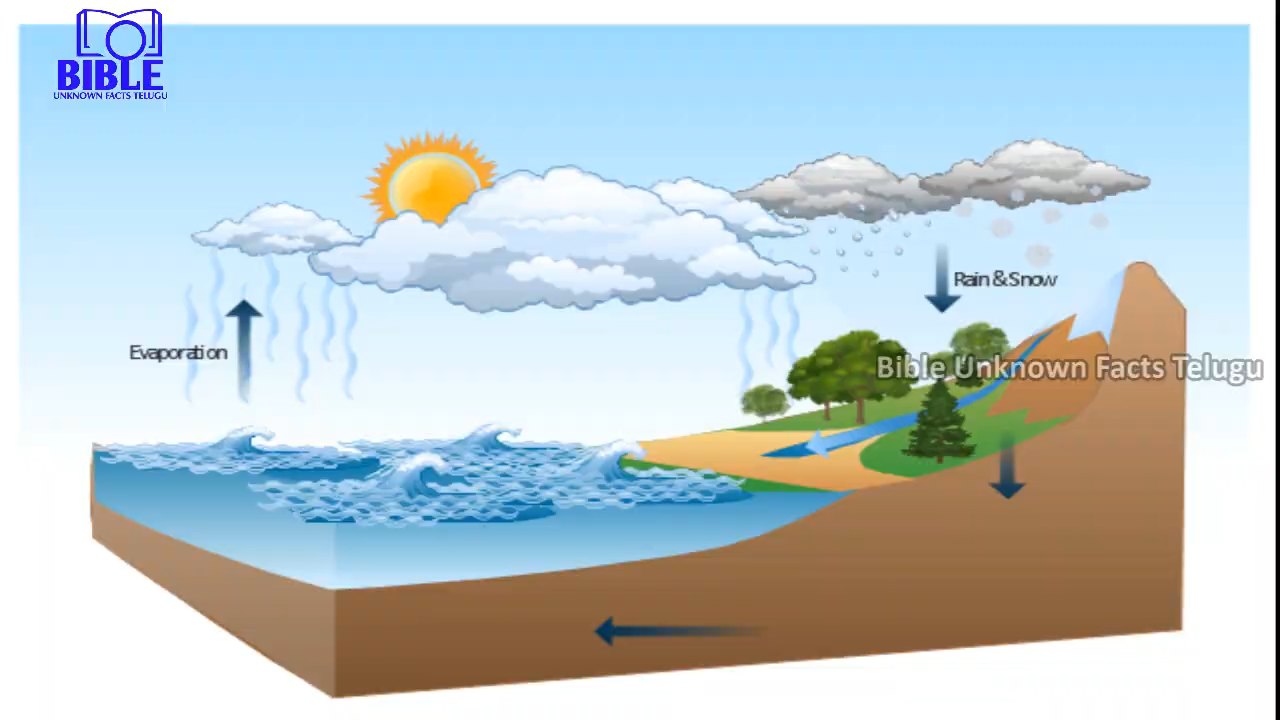 BIBLE
UNKNOWN FACTS TELUGU
Rain & Snow
Evaporation
Bible Unknown Facts Telugu